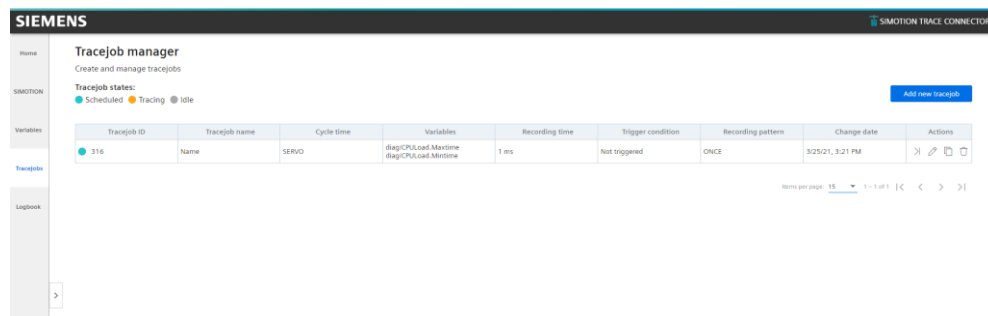 SIEMENS
SIMOTION TRACE CONNECTOR
Home
SIMOTION
Variables
Tracejobs
Logbook
Tracejob manager
Create and manage tracejobs
Tracejob states:
Scheduled Tracing Idle
Add new tracejob
Tracejob ID Tracejob name Cycle time Variables Recording time Trigger condition Recording pattern Change date Actions
316 Name SERVO diag/CPULoad.Maxtime 1 ms Not triggered ONCE 3/25/21, 3:21 PM
diag/CPULoad.Mintime
Items per page: 15 1 – 1 of 1